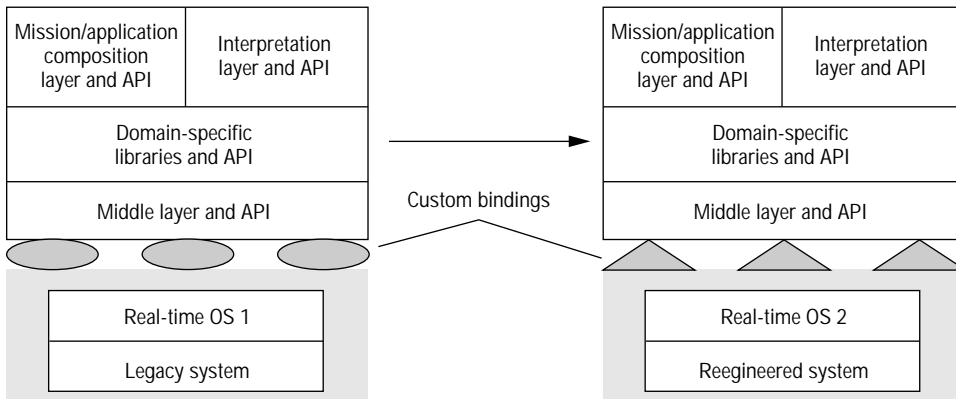 Mission/application
composition
layer and API
Interpretation
layer and API
Domain-specific
libraries and API
Middle layer and API
Real-time OS 1
Legacy system
Custom bindings
Mission/application
composition
layer and API
Interpretation
layer and API
Domain-specific
libraries and API
Middle layer and API
Real-time OS 2
Reegineered system